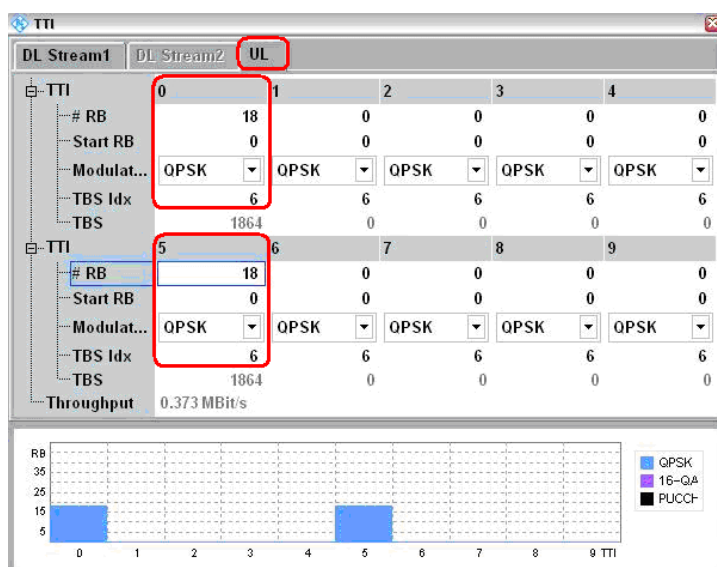 TTI
DL Stream1 DL Stream2 UL
TTI 0 1 2 3 4
# RB 18 0 0 0 0
Start RB 0 0 0 0 0
Modulat... QPSK QPSK QPSK QPSK QPSK
TBS Idx 6 6 6 6 6
TBS 1864 0 0 0 0
TTI 5 6 7 8 9
# RB 18 0 0 0 0
Start RB 0 0 0 0 0
Modulat... QPSK QPSK QPSK QPSK QPSK
TBS Idx 6 6 6 6 6
TBS 1864 0 0 0 0
Throughput 0.373 MBit/s
RB
35
25
15
5
0 1 2 3 4 5 6 7 8 9 TTI
QPSK
16-QA
PUCCH